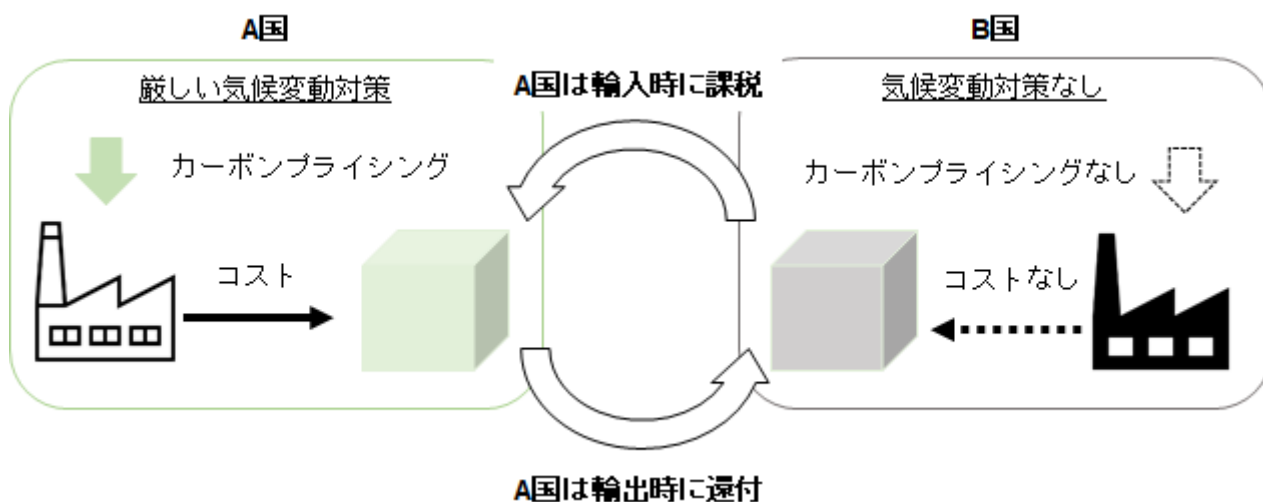 A国
B国
厳しい気候変動対策
A国は輸入時に課税
気候変動対策なし
カーボンプライシング
カーボンプライシングなし
コスト
コストなし
A国は輸出時に還付